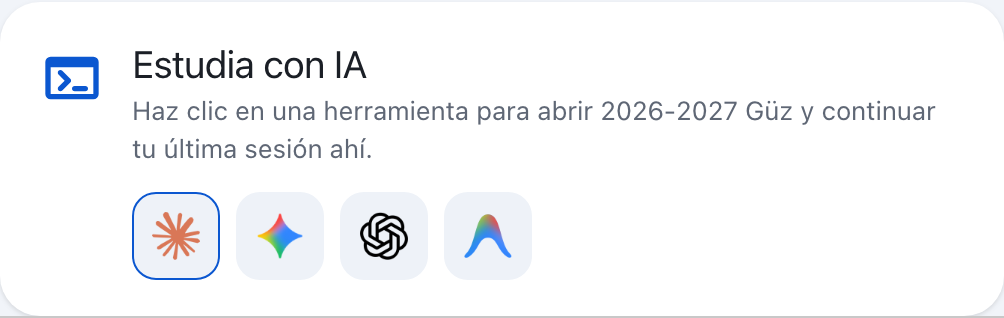 Estudia con IA
Haz clic en una herramienta para abrir 2026-2027 Güz y continuar
tu última sesión ahí.